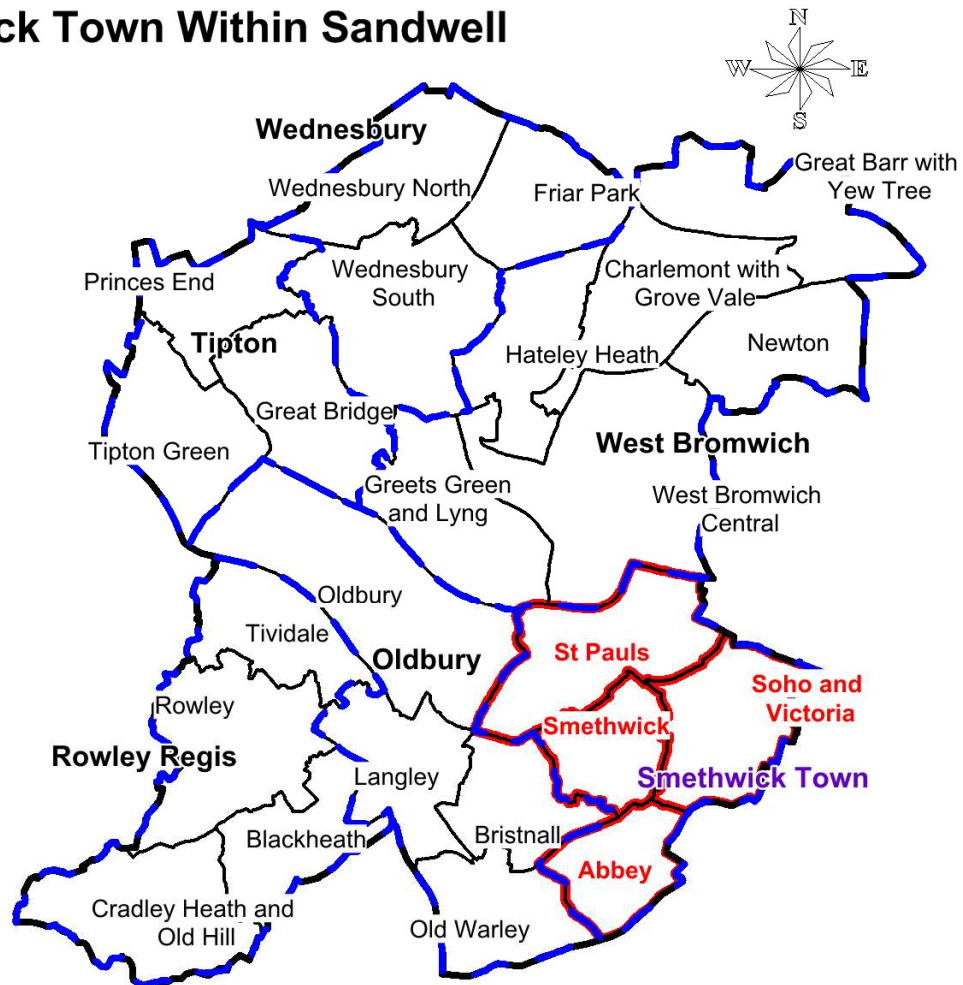 ck Town Within Sandwell
N
W E
S
Wednesbury
Great Barr with
Yew Tree
Wednesbury North
Friar Park
Princes End
Wednesbury
South
Charlemont with
Grove Vale
Tipton
Hateley Heath
Newton
Great Bridge
Tipton Green
West Bromwich
Greets Green
and Lyng
West Bromwich
Central
Oldbury
Tividale
Oldbury
St Pauls
Soho and
Victoria
Rowley
Smethwick
Rowley Regis
Langley
Smethwick Town
Blackheath
Bristnall
Abbey
Cradley Heath and
Old Hill
Old Warley